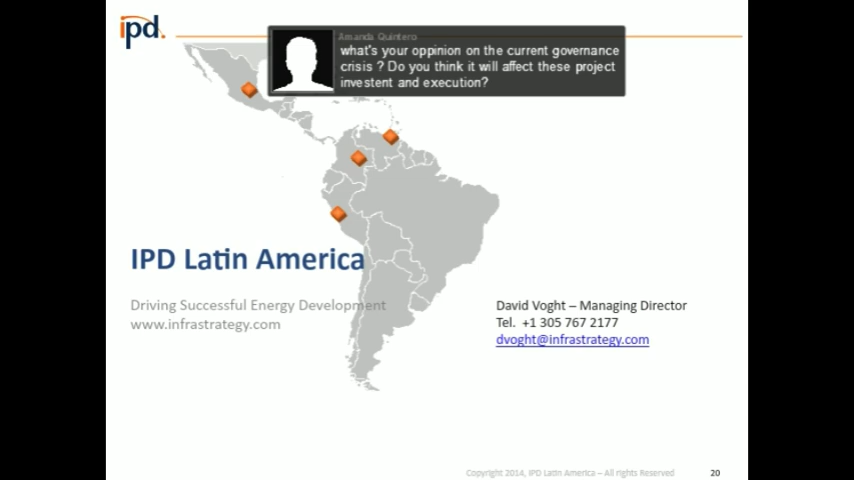 ipd.
Amanda Quintero
what's your oppinion on the current governance
crisis ? Do you think it will affect these project
investent and execution?
IPD Latin America
Driving Successful Energy Development
www.infrastrategy.com
David Voght – Managing Director
Tel. +1 305 767 2177
dvoght@infrastrategy.com
Copyright 2014, IPD Latin America – All rights Reserved
20